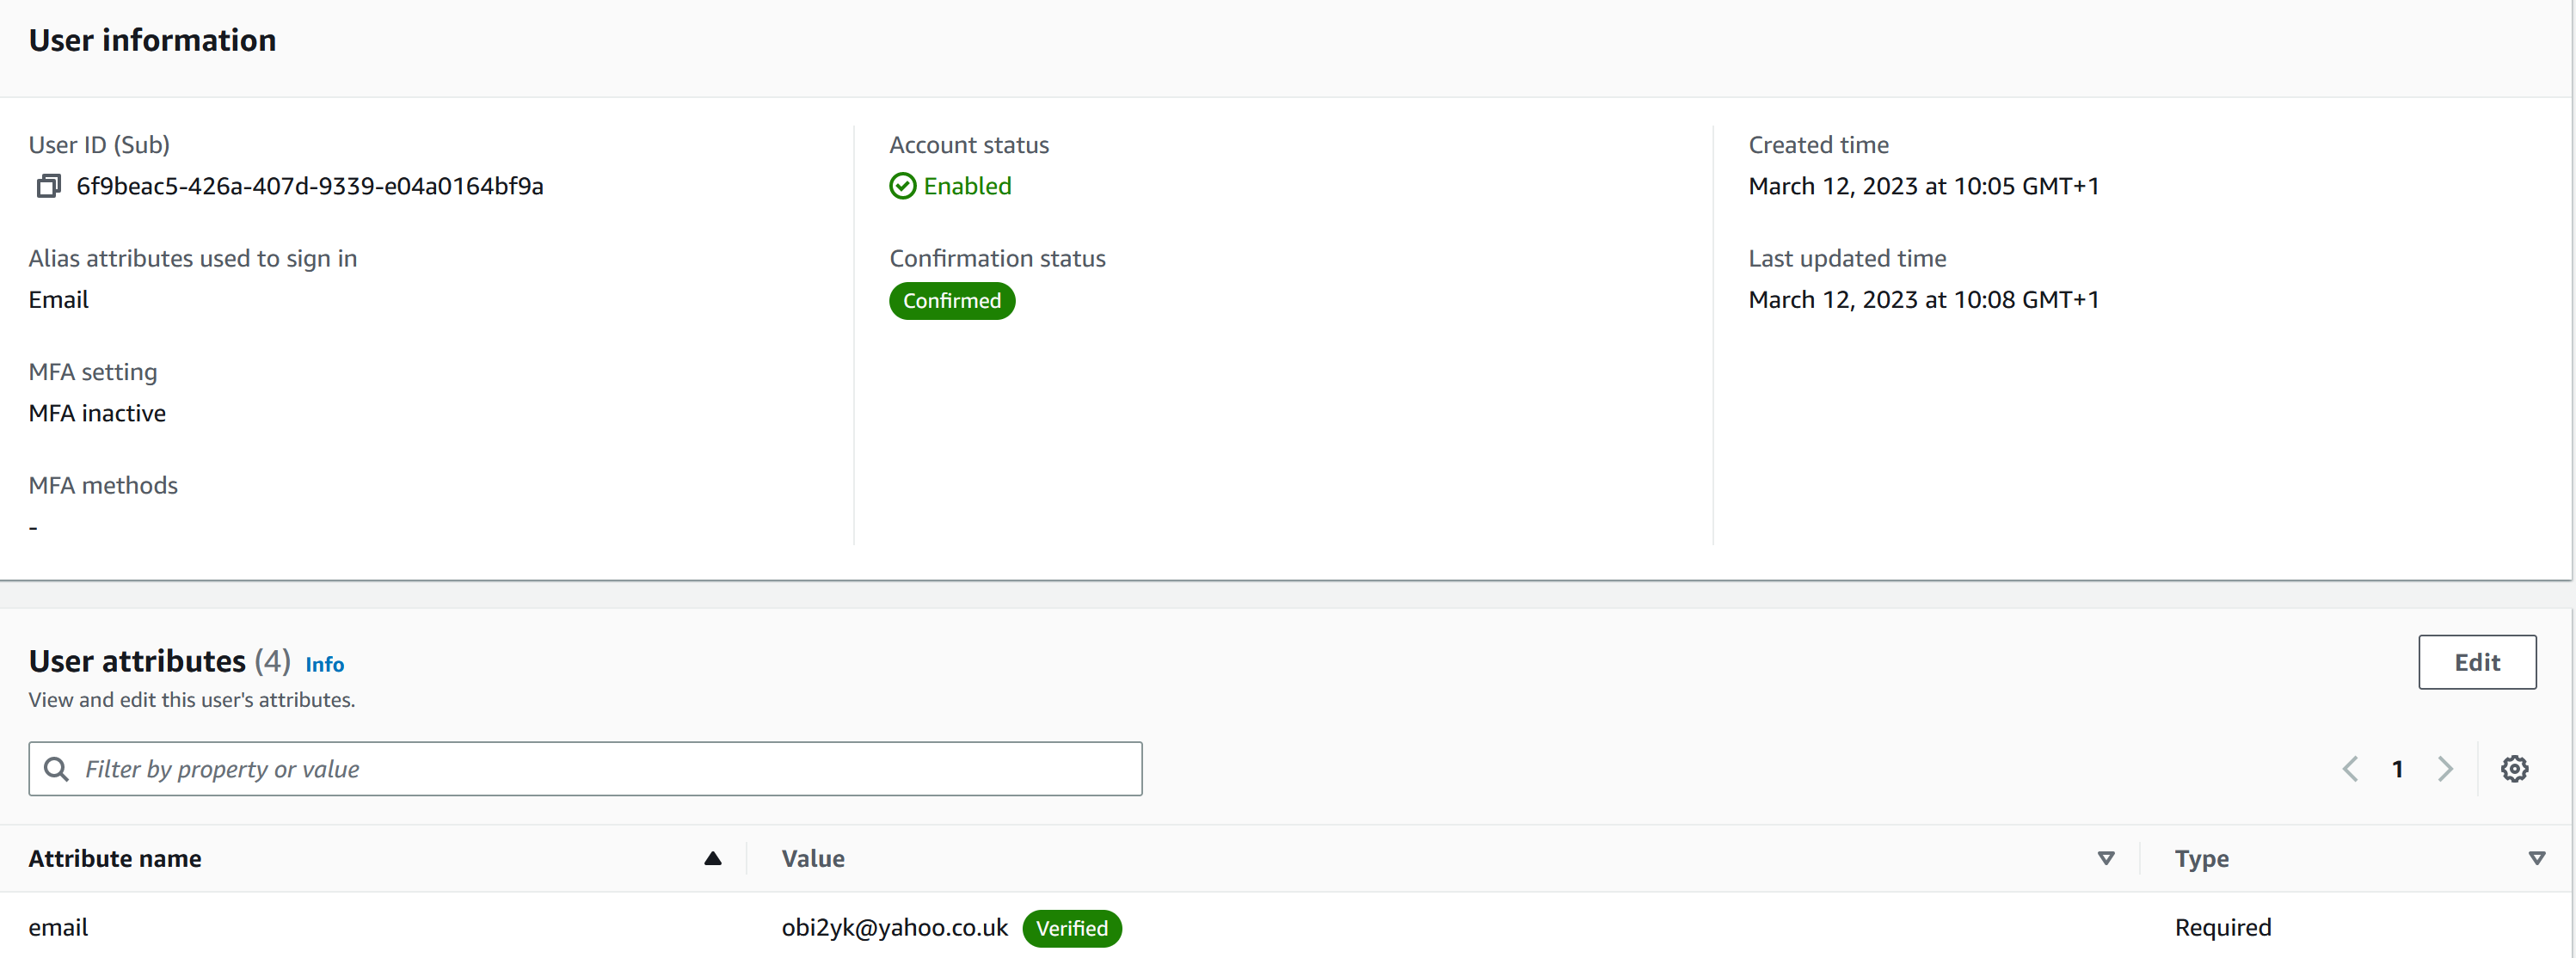 User information
User ID (Sub)
6f9beac5-426a-407d-9339-e04a0164bf9a
Alias attributes used to sign in
Email
MFA setting
MFA inactive
MFA methods
-
Account status
Enabled
Confirmation status
Confirmed
Created time
March 12, 2023 at 10:05 GMT+1
Last updated time
March 12, 2023 at 10:08 GMT+1
User attributes (4) Info
View and edit this user's attributes.
Edit
Filter by property or value
1
Attribute name Value Type
email obi2yk@yahoo.co.uk Verified Required